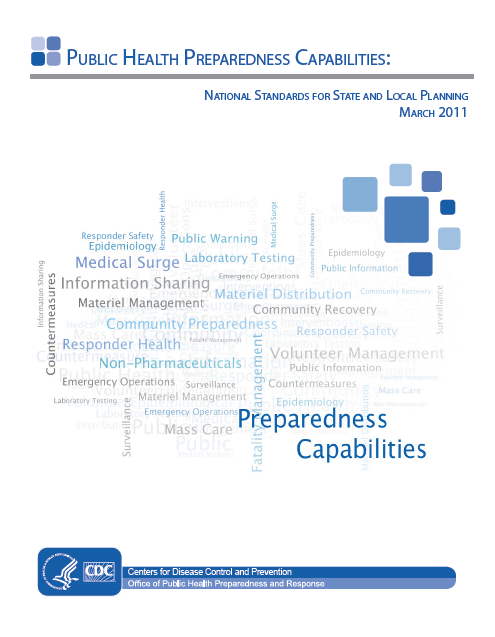 PUBLIC HEALTH PREPAREDNESS CAPABILITIES:
NATIONAL STANDARDS FOR STATE AND LOCAL PLANNING
MARCH 2011
Interventions
Responder Health
Medical Surge
Community Preparedness
Responder Safety
Public Warning
Epidemiology
Epidemiology
Medical Surge
Laboratory Testing
Public Information
Information Sharing
Emergency Operations
Information Sharing
Countermeasures
Materiel Distribution
Community Recovery
Surveillance
Materiel Management
Community Recovery
Community Preparedness
Responder Safety
Responder Health
Fatality Management
Volunteer Management
Non-Pharmaceuticals
Public Information
Emergency Operations
Surveillance
Countermeasures
Materiel Management
Mass Care
Laboratory Testing
Emergency Operations
Epidemiology
Surveillance
Mass Care
Fatality Management
Public
Preparedness
Capabilities
CDC
Centers for Disease Control and Prevention
Office of Public Health Preparedness and Response